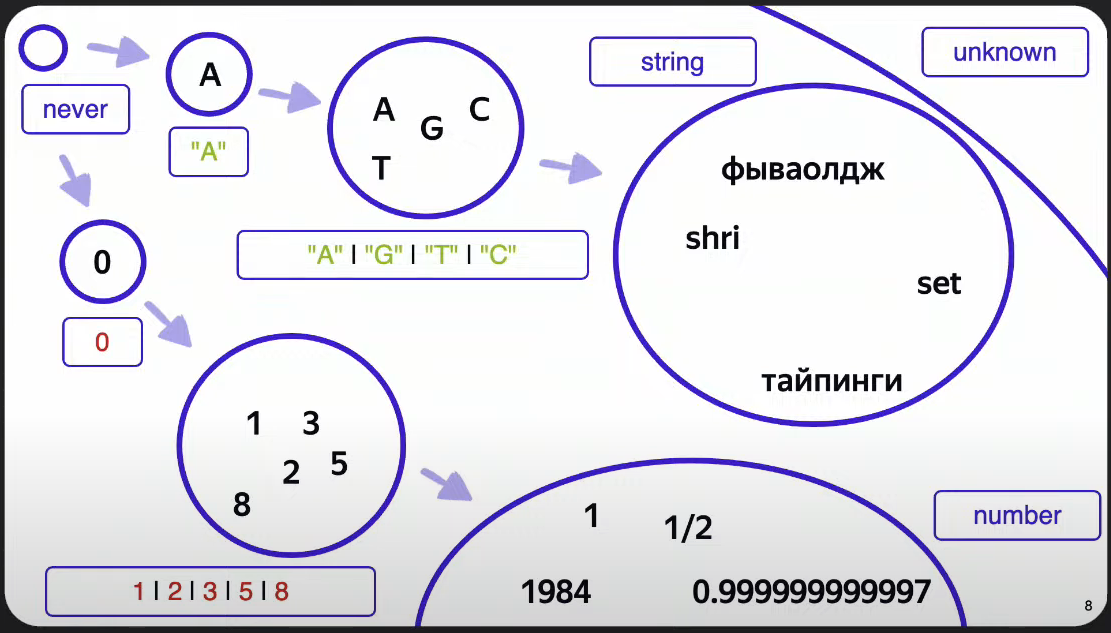 never
A
"A"
A
G
C
T
"A" | "G" | "T" | "C"
string
unknown
фываолдж
shri
set
тайпинги
0
0
1
3
2
5
8
1 | 2 | 3 | 5 | 8
1
1/2
1984
0.999999999997
number
8